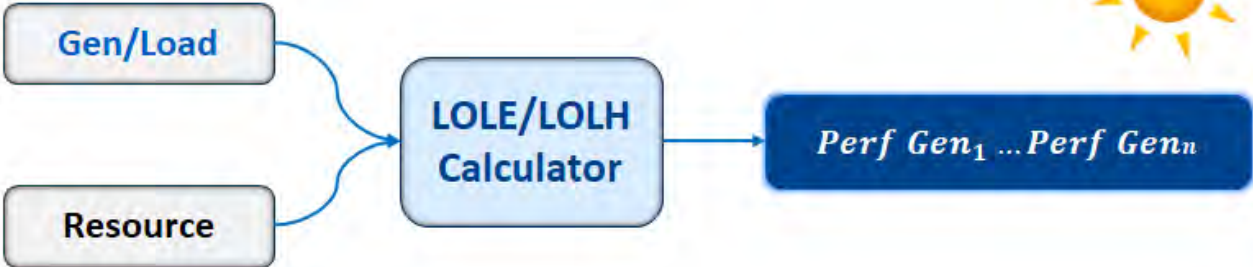 Gen/Load
LOLE/LOLH
Calculator
Perf Gen₁ ...Perf Genₙ
Resource